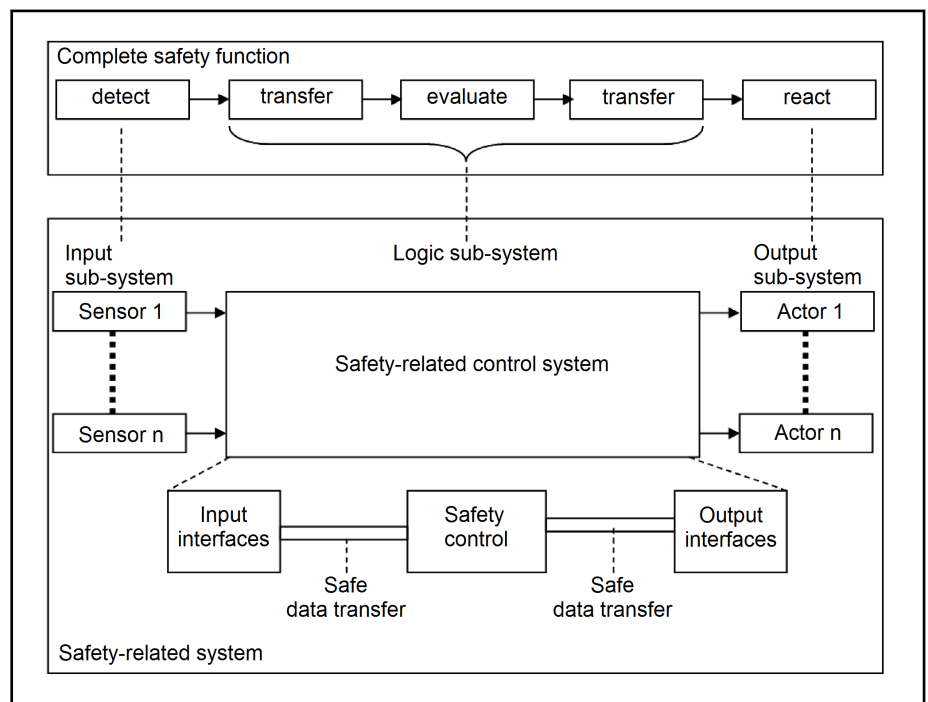 Complete safety function
detect
transfer
evaluate
transfer
react
Input
sub-system
Logic sub-system
Output
sub-system
Sensor 1
Actor 1
Safety-related control system
Sensor n
Actor n
Input
interfaces
Safety
control
Output
interfaces
Safe
data transfer
Safe
data transfer
Safety-related system